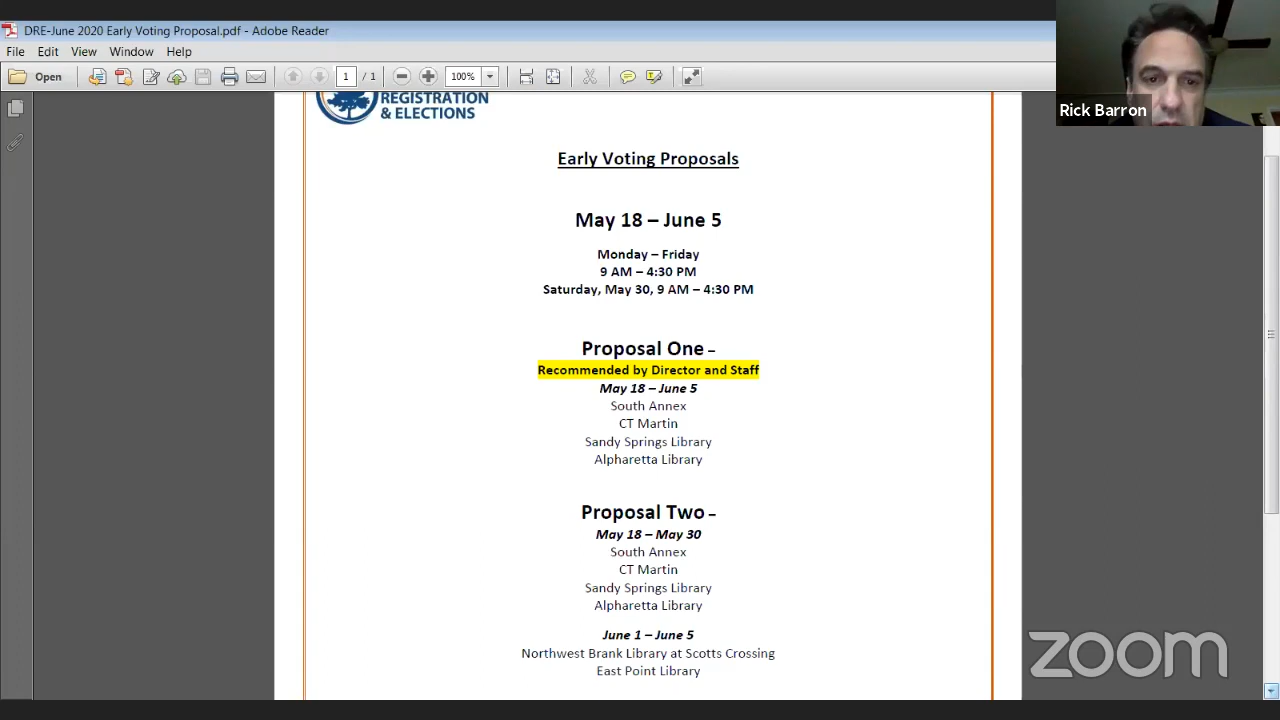 DRE-June 2020 Early Voting Proposal.pdf - Adobe Reader
File Edit View Window Help
Open
1 / 1
100%
Rick Barron
REGISTRATION
& ELECTIONS
Early Voting Proposals
May 18 – June 5
Monday – Friday
9 AM – 4:30 PM
Saturday, May 30, 9 AM – 4:30 PM
Proposal One –
Recommended by Director and Staff
May 18 – June 5
South Annex
CT Martin
Sandy Springs Library
Alpharetta Library
Proposal Two –
May 18 – May 30
South Annex
CT Martin
Sandy Springs Library
Alpharetta Library
June 1 – June 5
Northwest Brank Library at Scotts Crossing
East Point Library
zoom